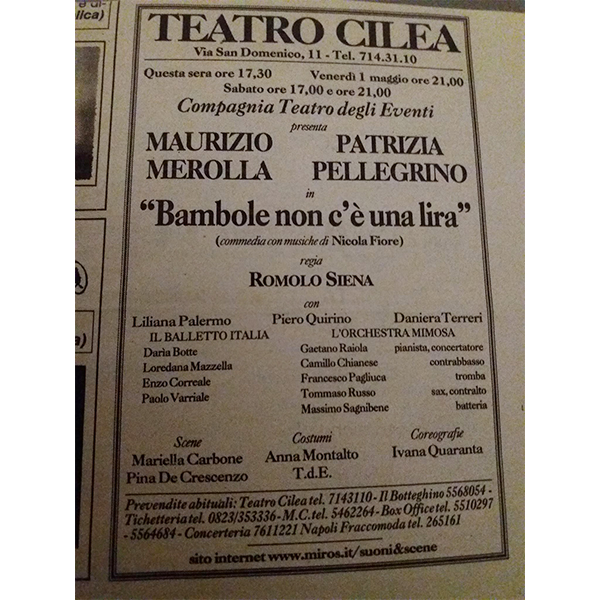 lica)
TEATRO CILEA
Via San Domenico, 11 - Tel. 714.31.10
Questa sera ore 17,30 Venerdì 1 maggio ore 21,00
Sabato ore 17,00 e ore 21,00
Compagnia Teatro degli Eventi
presenta
MAURIZIO PATRIZIA
MEROLLA PELLEGRINO
in
“Bambole non c'è una lira”
(commedia con musiche di Nicola Fiore)
regia
ROMOLO SIENA
con
Liliana Palermo Piero Quirino Daniera Terreri
IL BALLETTO ITALIA L'ORCHESTRA MIMOSA
Daria Botte Gaetano Raiola pianista, concertatore
Loredana Mazzella Camillo Chianese contrabbasso
Enzo Correale Francesco Pagliuca tromba
Paolo Varriale Tommaso Russo sax, contralto
Massimo Sagnibene batteria
Scene Costumi Coreografie
Mariella Carbone Anna Montalto Ivana Quaranta
Pina De Crescenzo T.d.E.
Prevendite abituali: Teatro Cilea tel. 7143110 - Il Botteghino 5568054 -
Tichetteria tel. 0823/353336 - M.C. tel. 5462264 - Box Office tel. 5510297
- 5564684 - Concerteria 7611221 Napoli Fraccomoda tel. 265161
sito internet www.miros.it/suoni&scene